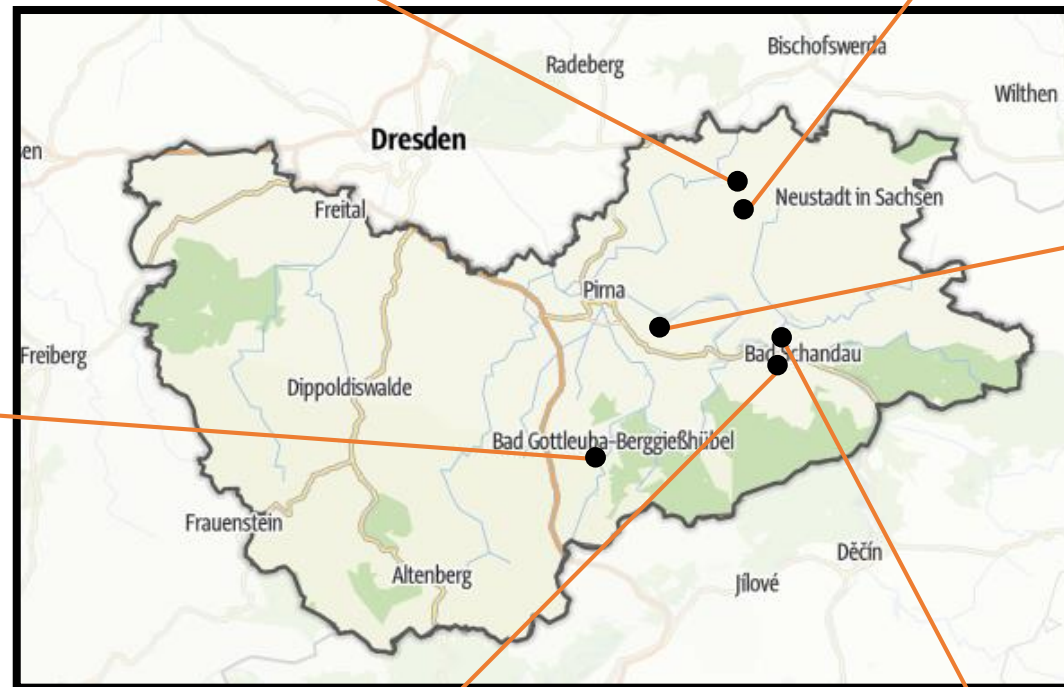 Bischofswerda
Radeberg
Wilthen
Dresden
en
Neustadt in Sachsen
Freital
Pirna
Freiberg
Bad Schandau
Dippoldiswalde
Bad Gottleuba-Berggießhübel
Frauenstein
Děčín
Altenberg
Jílové